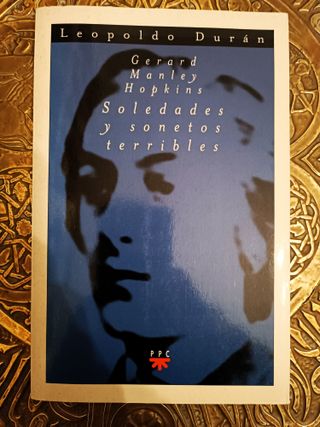 Leopoldo Durán
Gerard
Manley
Hopkins
Soledades
y sonetos
terribles
PPC